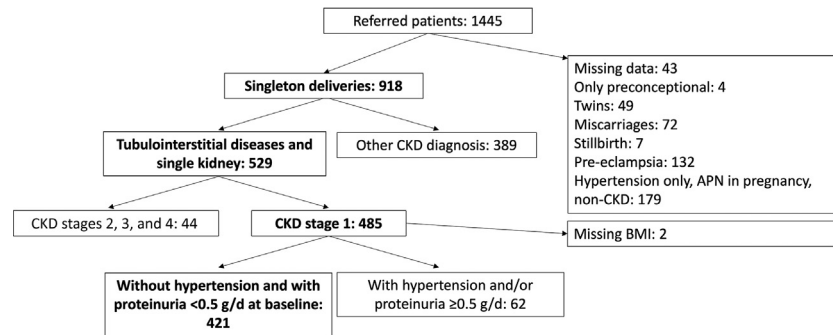 Referred patients: 1445
Missing data: 43
Only preconceptional: 4
Twins: 49
Miscarriages: 72
Stillbirth: 7
Pre-eclampsia: 132
Hypertension only, APN in pregnancy,
non-CKD: 179
Singleton deliveries: 918
Tubulointerstitial diseases and
single kidney: 529
Other CKD diagnosis: 389
CKD stages 2, 3, and 4: 44
CKD stage 1: 485
Missing BMI: 2
Without hypertension and with
proteinuria <0.5 g/d at baseline:
421
With hypertension and/or
proteinuria ≥0.5 g/d: 62